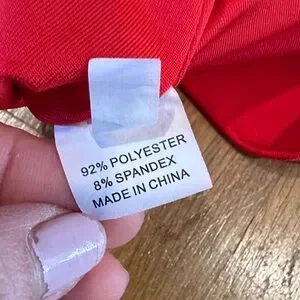 92% POLYESTER
8% SPANDEX
MADE IN CHINA